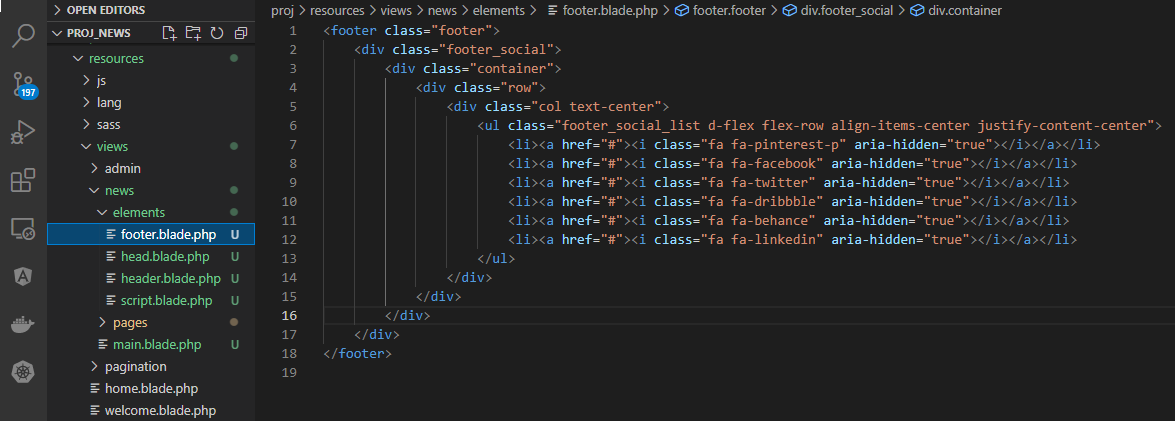 OPEN EDITORS
PROJ_NEWS
resources
js
lang
sass
views
admin
news
elements
footer.blade.php U
head.blade.php U
header.blade.php U
script.blade.php U
pages
main.blade.php U
pagination
home.blade.php
welcome.blade.php
197
proj > resources > views > news > elements > footer.blade.php > footer.footer > div.footer_social > div.container
1 <footer class="footer">
2 <div class="footer_social">
3 <div class="container">
4 <div class="row">
5 <div class="col text-center">
6 <ul class="footer_social_list d-flex flex-row align-items-center justify-content-center">
7 <li><a href="#"><i class="fa fa-pinterest-p" aria-hidden="true"></i></a></li>
8 <li><a href="#"><i class="fa fa-facebook" aria-hidden="true"></i></a></li>
9 <li><a href="#"><i class="fa fa-twitter" aria-hidden="true"></i></a></li>
10 <li><a href="#"><i class="fa fa-dribbble" aria-hidden="true"></i></a></li>
11 <li><a href="#"><i class="fa fa-behance" aria-hidden="true"></i></a></li>
12 <li><a href="#"><i class="fa fa-linkedin" aria-hidden="true"></i></a></li>
13 </ul>
14 </div>
15 </div>
16 </div>
17 </div>
18 </footer>
19